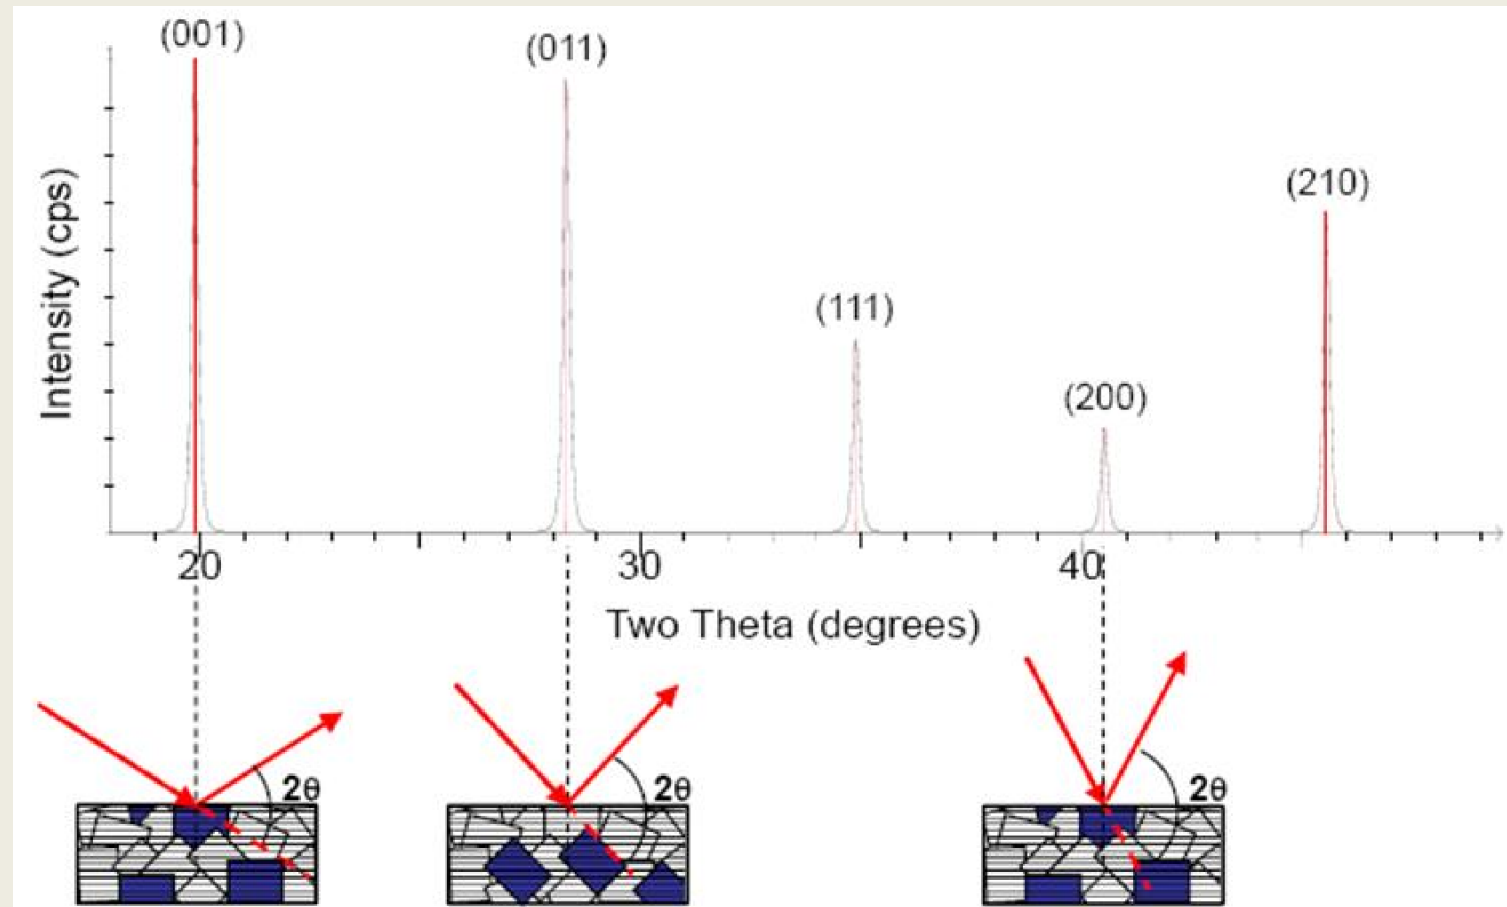 (001)
(011)
(210)
(111)
(200)
Intensity (cps)
20
30
40
Two Theta (degrees)
2θ
2θ
2θ